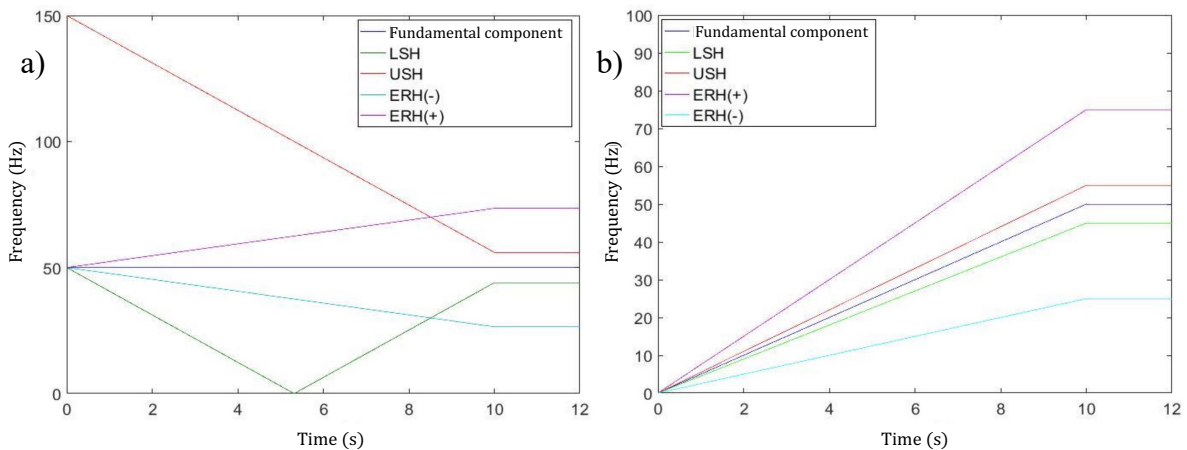 a)
150
100
50
0
Frequency (Hz)
Fundamental component
LSH
USH
ERH(-)
ERH(+)
0 2 4 6 8 10 12
Time (s)
b)
100
90
80
70
60
50
40
30
20
10
0
Frequency (Hz)
Fundamental component
LSH
USH
ERH(+)
ERH(-)
0 2 4 6 8 10 12
Time (s)